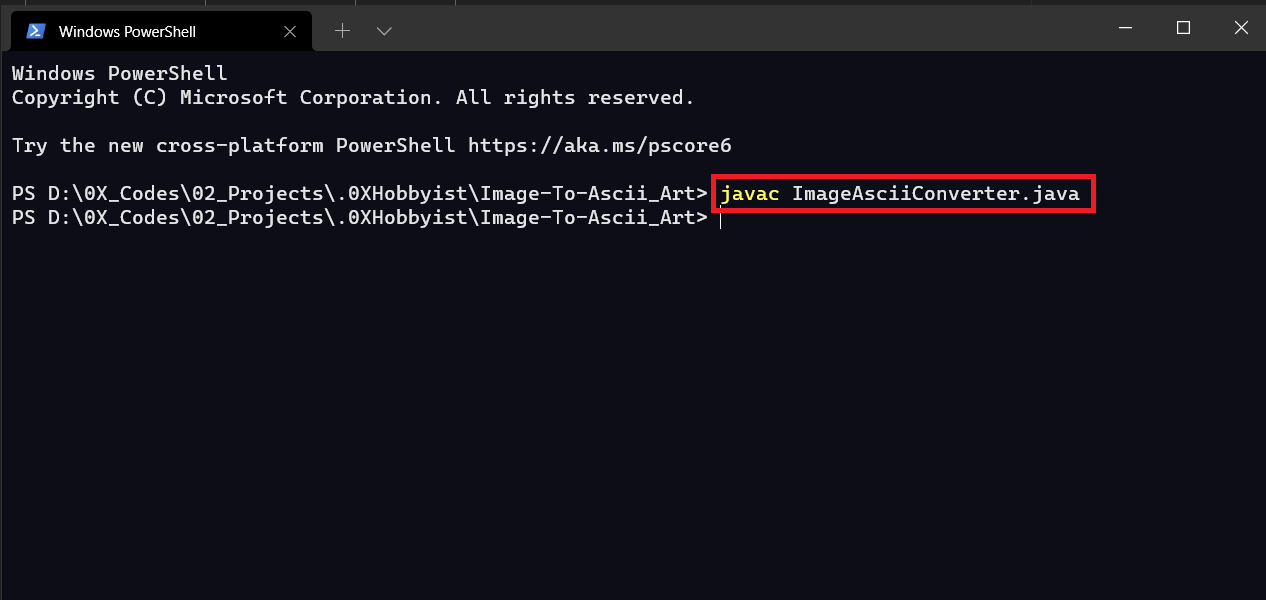 Windows PowerShell
Windows PowerShell
Copyright (C) Microsoft Corporation. All rights reserved.
Try the new cross-platform PowerShell https://aka.ms/pscore6
PS D:\0X_Codes\02_Projects\.0XHobbyist\Image-To-Ascii_Art> javac ImageAsciiConverter.java
PS D:\0X_Codes\02_Projects\.0XHobbyist\Image-To-Ascii_Art>